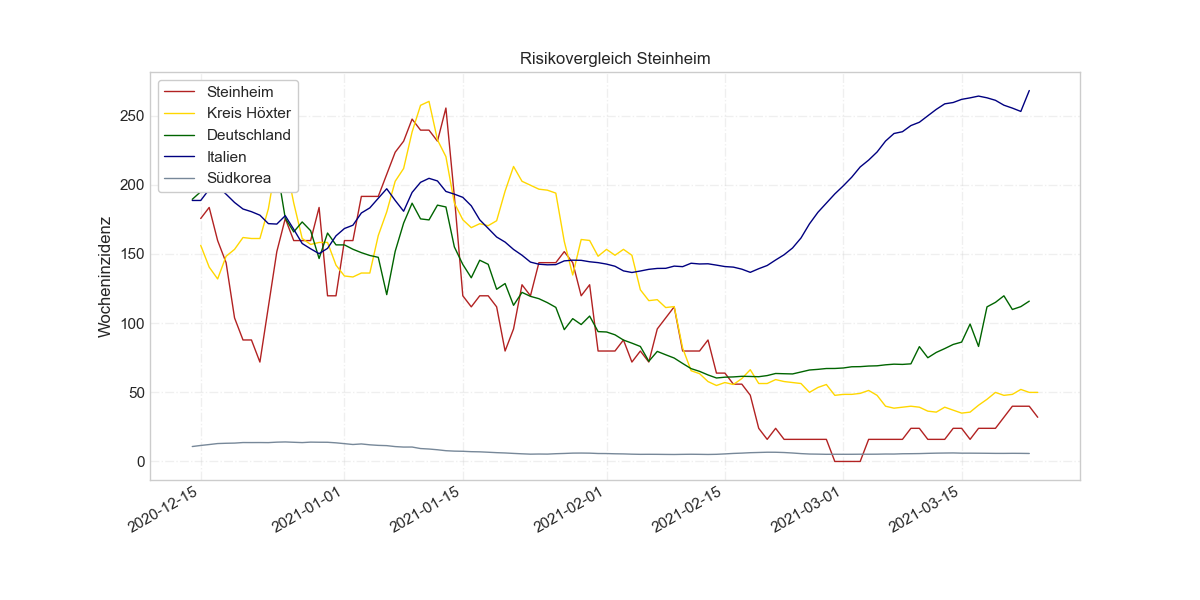 Risikovergleich Steinheim
Steinheim
Kreis Höxter
Deutschland
Italien
Südkorea
Wocheninzidenz
250
200
150
100
50
0
2020-12-15
2021-01-01
2021-01-15
2021-02-01
2021-02-15
2021-03-01
2021-03-15